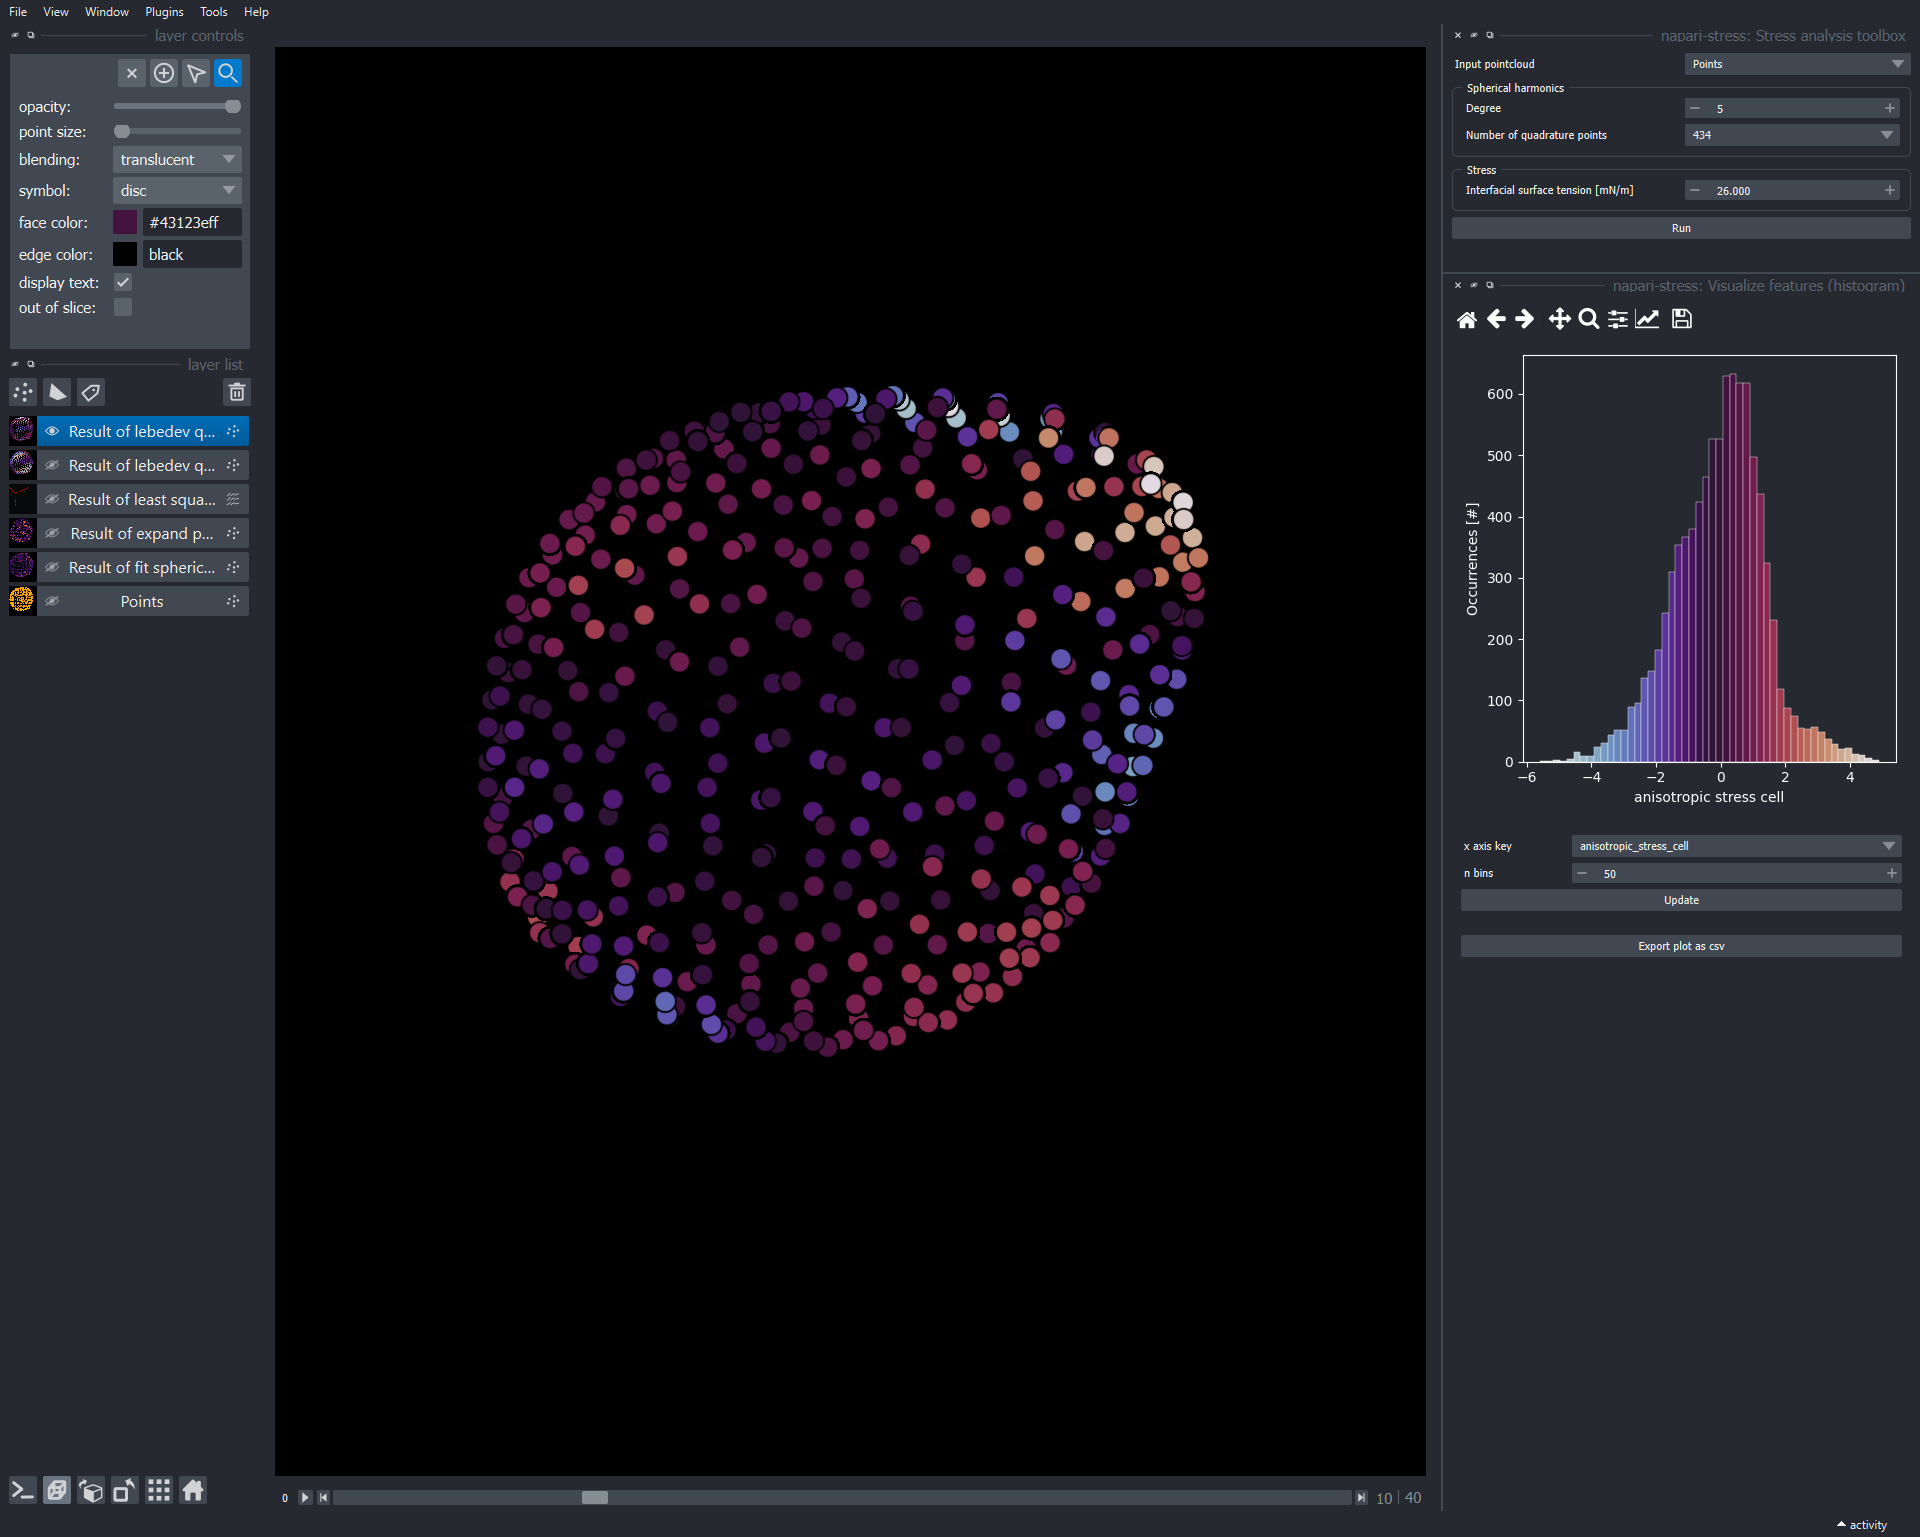 File View Window Plugins Tools Help
layer controls
opacity:
point size:
blending: translucent
symbol: disc
face color: #43123eff
edge color: black
display text:
out of slice:
layer list
Result of lebedev q...
Result of lebedev q...
Result of least squa...
Result of expand p...
Result of fit spheric...
Points
0
10 | 40
napari-stress: Stress analysis toolbox
Input pointcloud Points
Spherical harmonics
Degree 5
Number of quadrature points 434
Stress
Interfacial surface tension [mN/m] 26.000
Run
napari-stress: Visualize features (histogram)
600
500
400
300
200
100
0
Occurrences [#]
−6 −4 −2 0 2 4
anisotropic stress cell
x axis key anisotropic_stress_cell
n bins 50
Update
Export plot as csv
activity